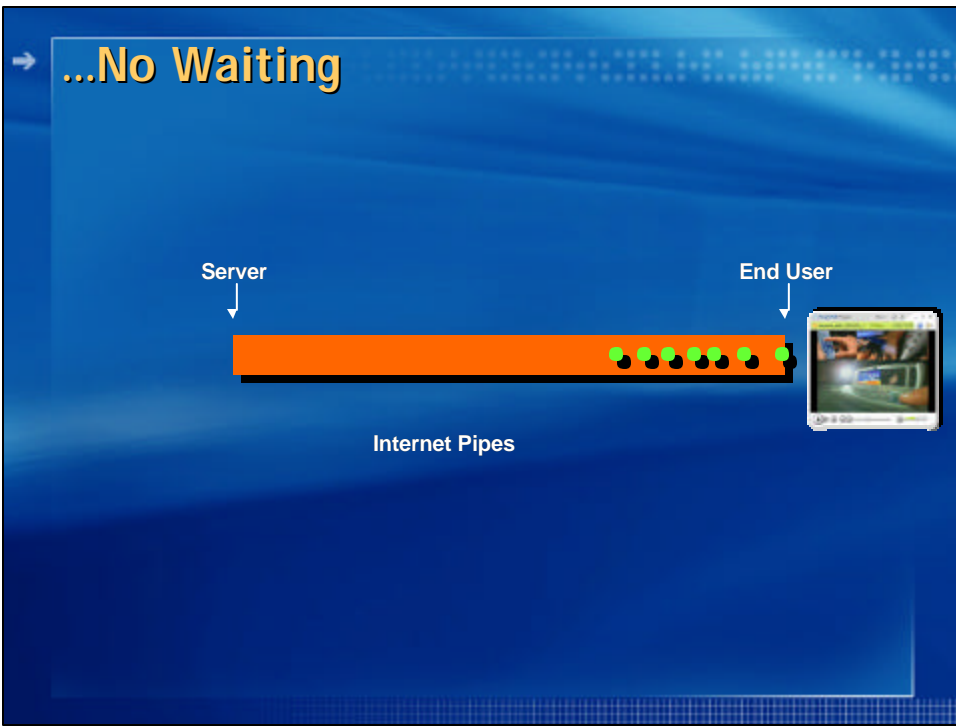 ...No Waiting
Server
End User
Internet Pipes